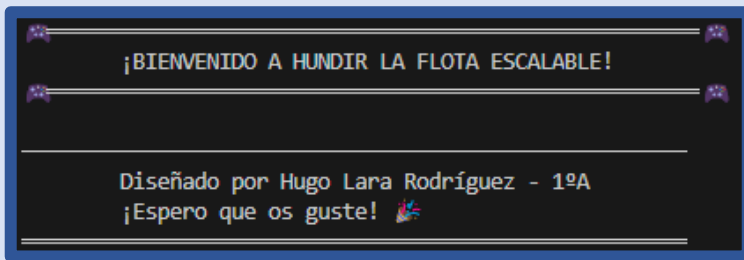 ¡BIENVENIDO A HUNDIR LA FLOTA ESCALABLE!
Diseñado por Hugo Lara Rodríguez - 1ºA
¡Espero que os guste! 🎉